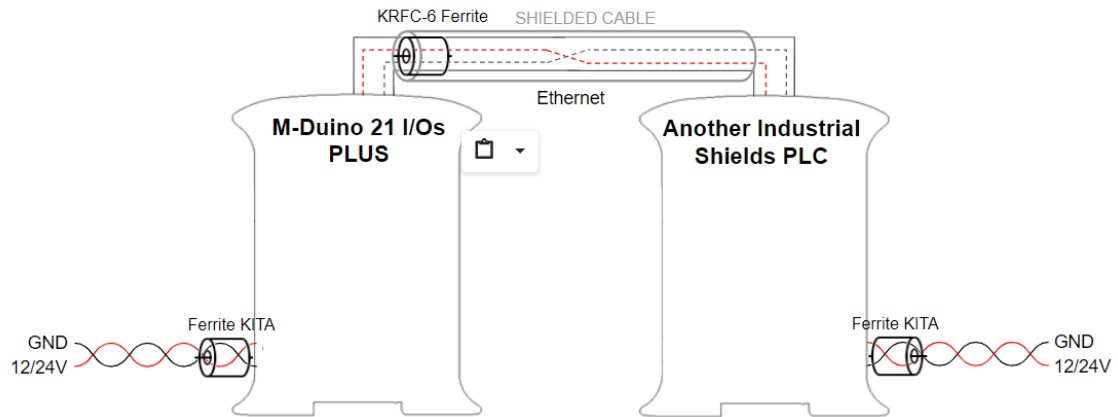 KRFC-6 Ferrite
SHIELDED CABLE
Ethernet
M-Duino 21 I/Os
PLUS
Another Industrial
Shields PLC
Ferrite KITA
GND
12/24V
Ferrite KITA
GND
12/24V